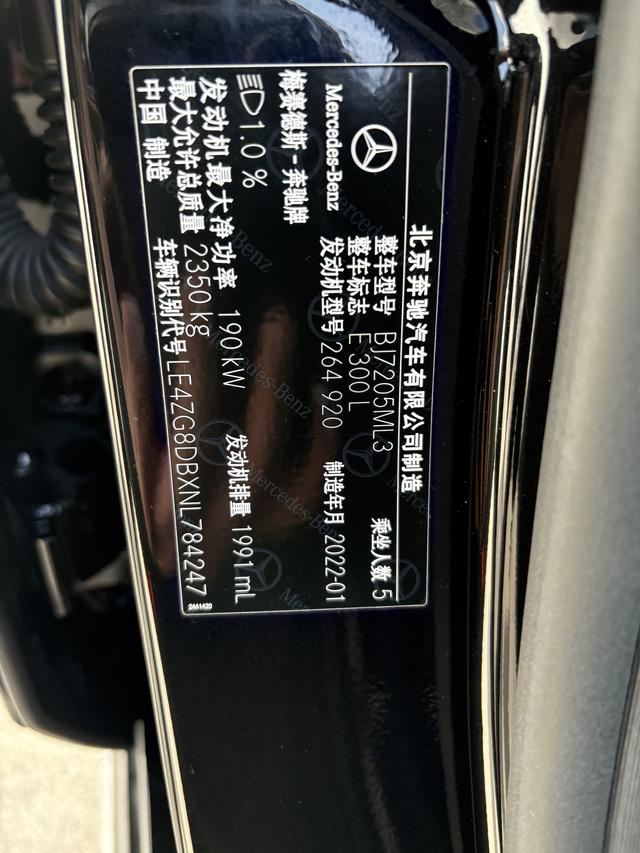 北京奔驰汽车有限公司制造
Mercedes-Benz
整车型号 BJ7205ML3 乘坐人数 5
整车标志 E 300 L
梅赛德斯-奔驰牌 发动机型号 264 920 制造年月 2022-01
1.0 %
发动机最大净功率 190 kW 发动机排量 1991 mL
最大允许总质量 2350 kg
中国 制造 车辆识别代号 LE4ZG8DBXNL784247
2461420